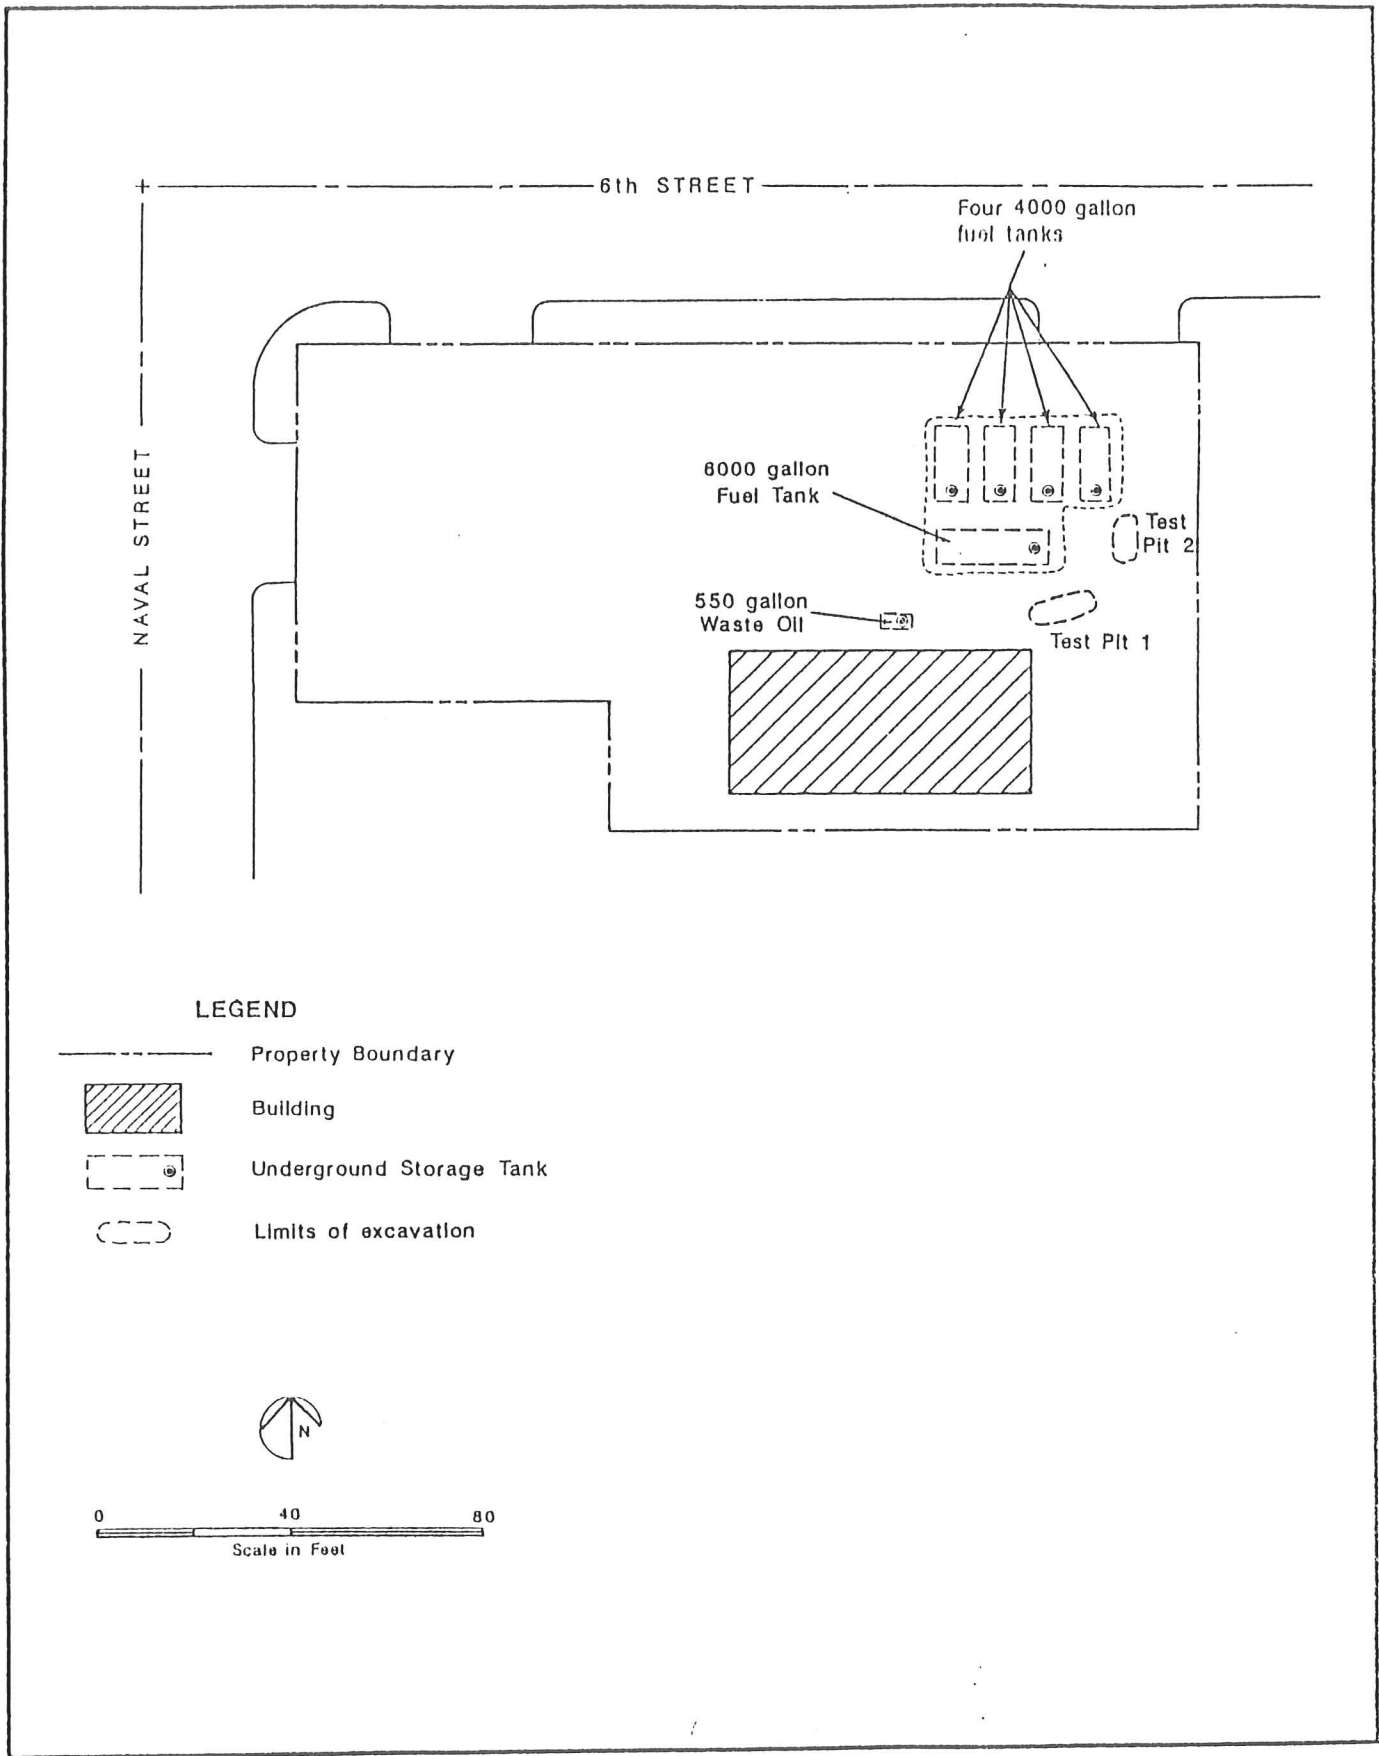 6th STREET
Four 4000 gallon
fuel tanks
NAVAL STREET
6000 gallon
Fuel Tank
Test
Pit 2
550 gallon
Waste Oil
Test Pit 1
LEGEND
Property Boundary
Building
Underground Storage Tank
Limits of excavation
N
0 40 80
Scale in Feet